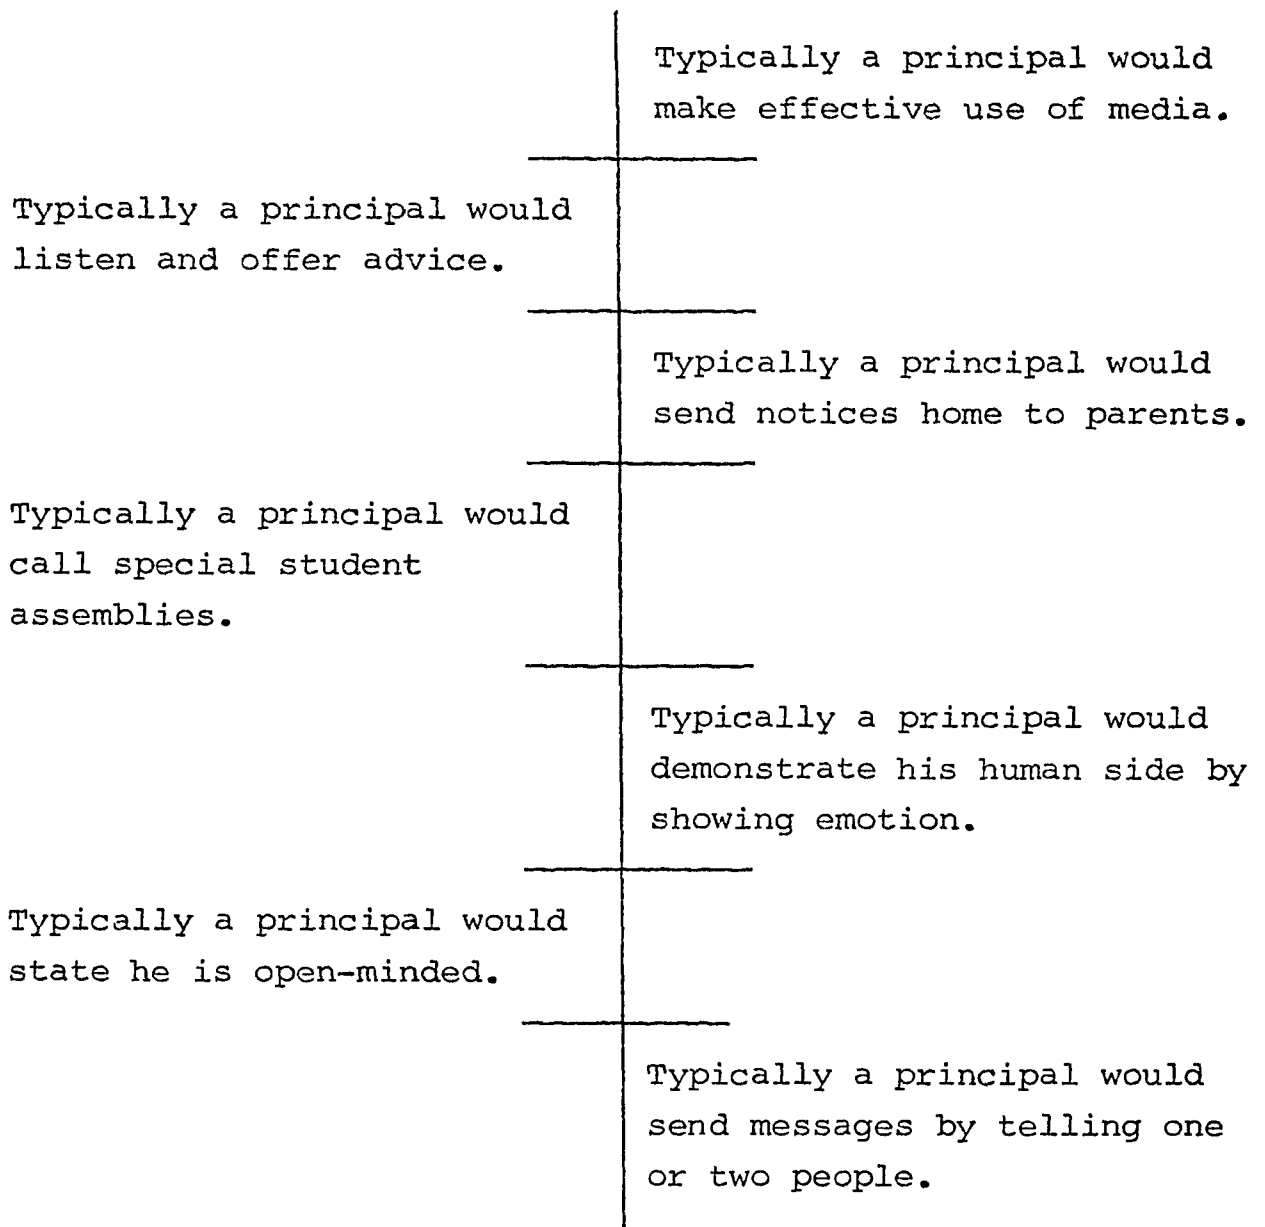 Typically a principal would
make effective use of media.
Typically a principal would
listen and offer advice.
Typically a principal would
send notices home to parents.
Typically a principal would
call special student
assemblies.
Typically a principal would
demonstrate his human side by
showing emotion.
Typically a principal would
state he is open-minded.
Typically a principal would
send messages by telling one
or two people.